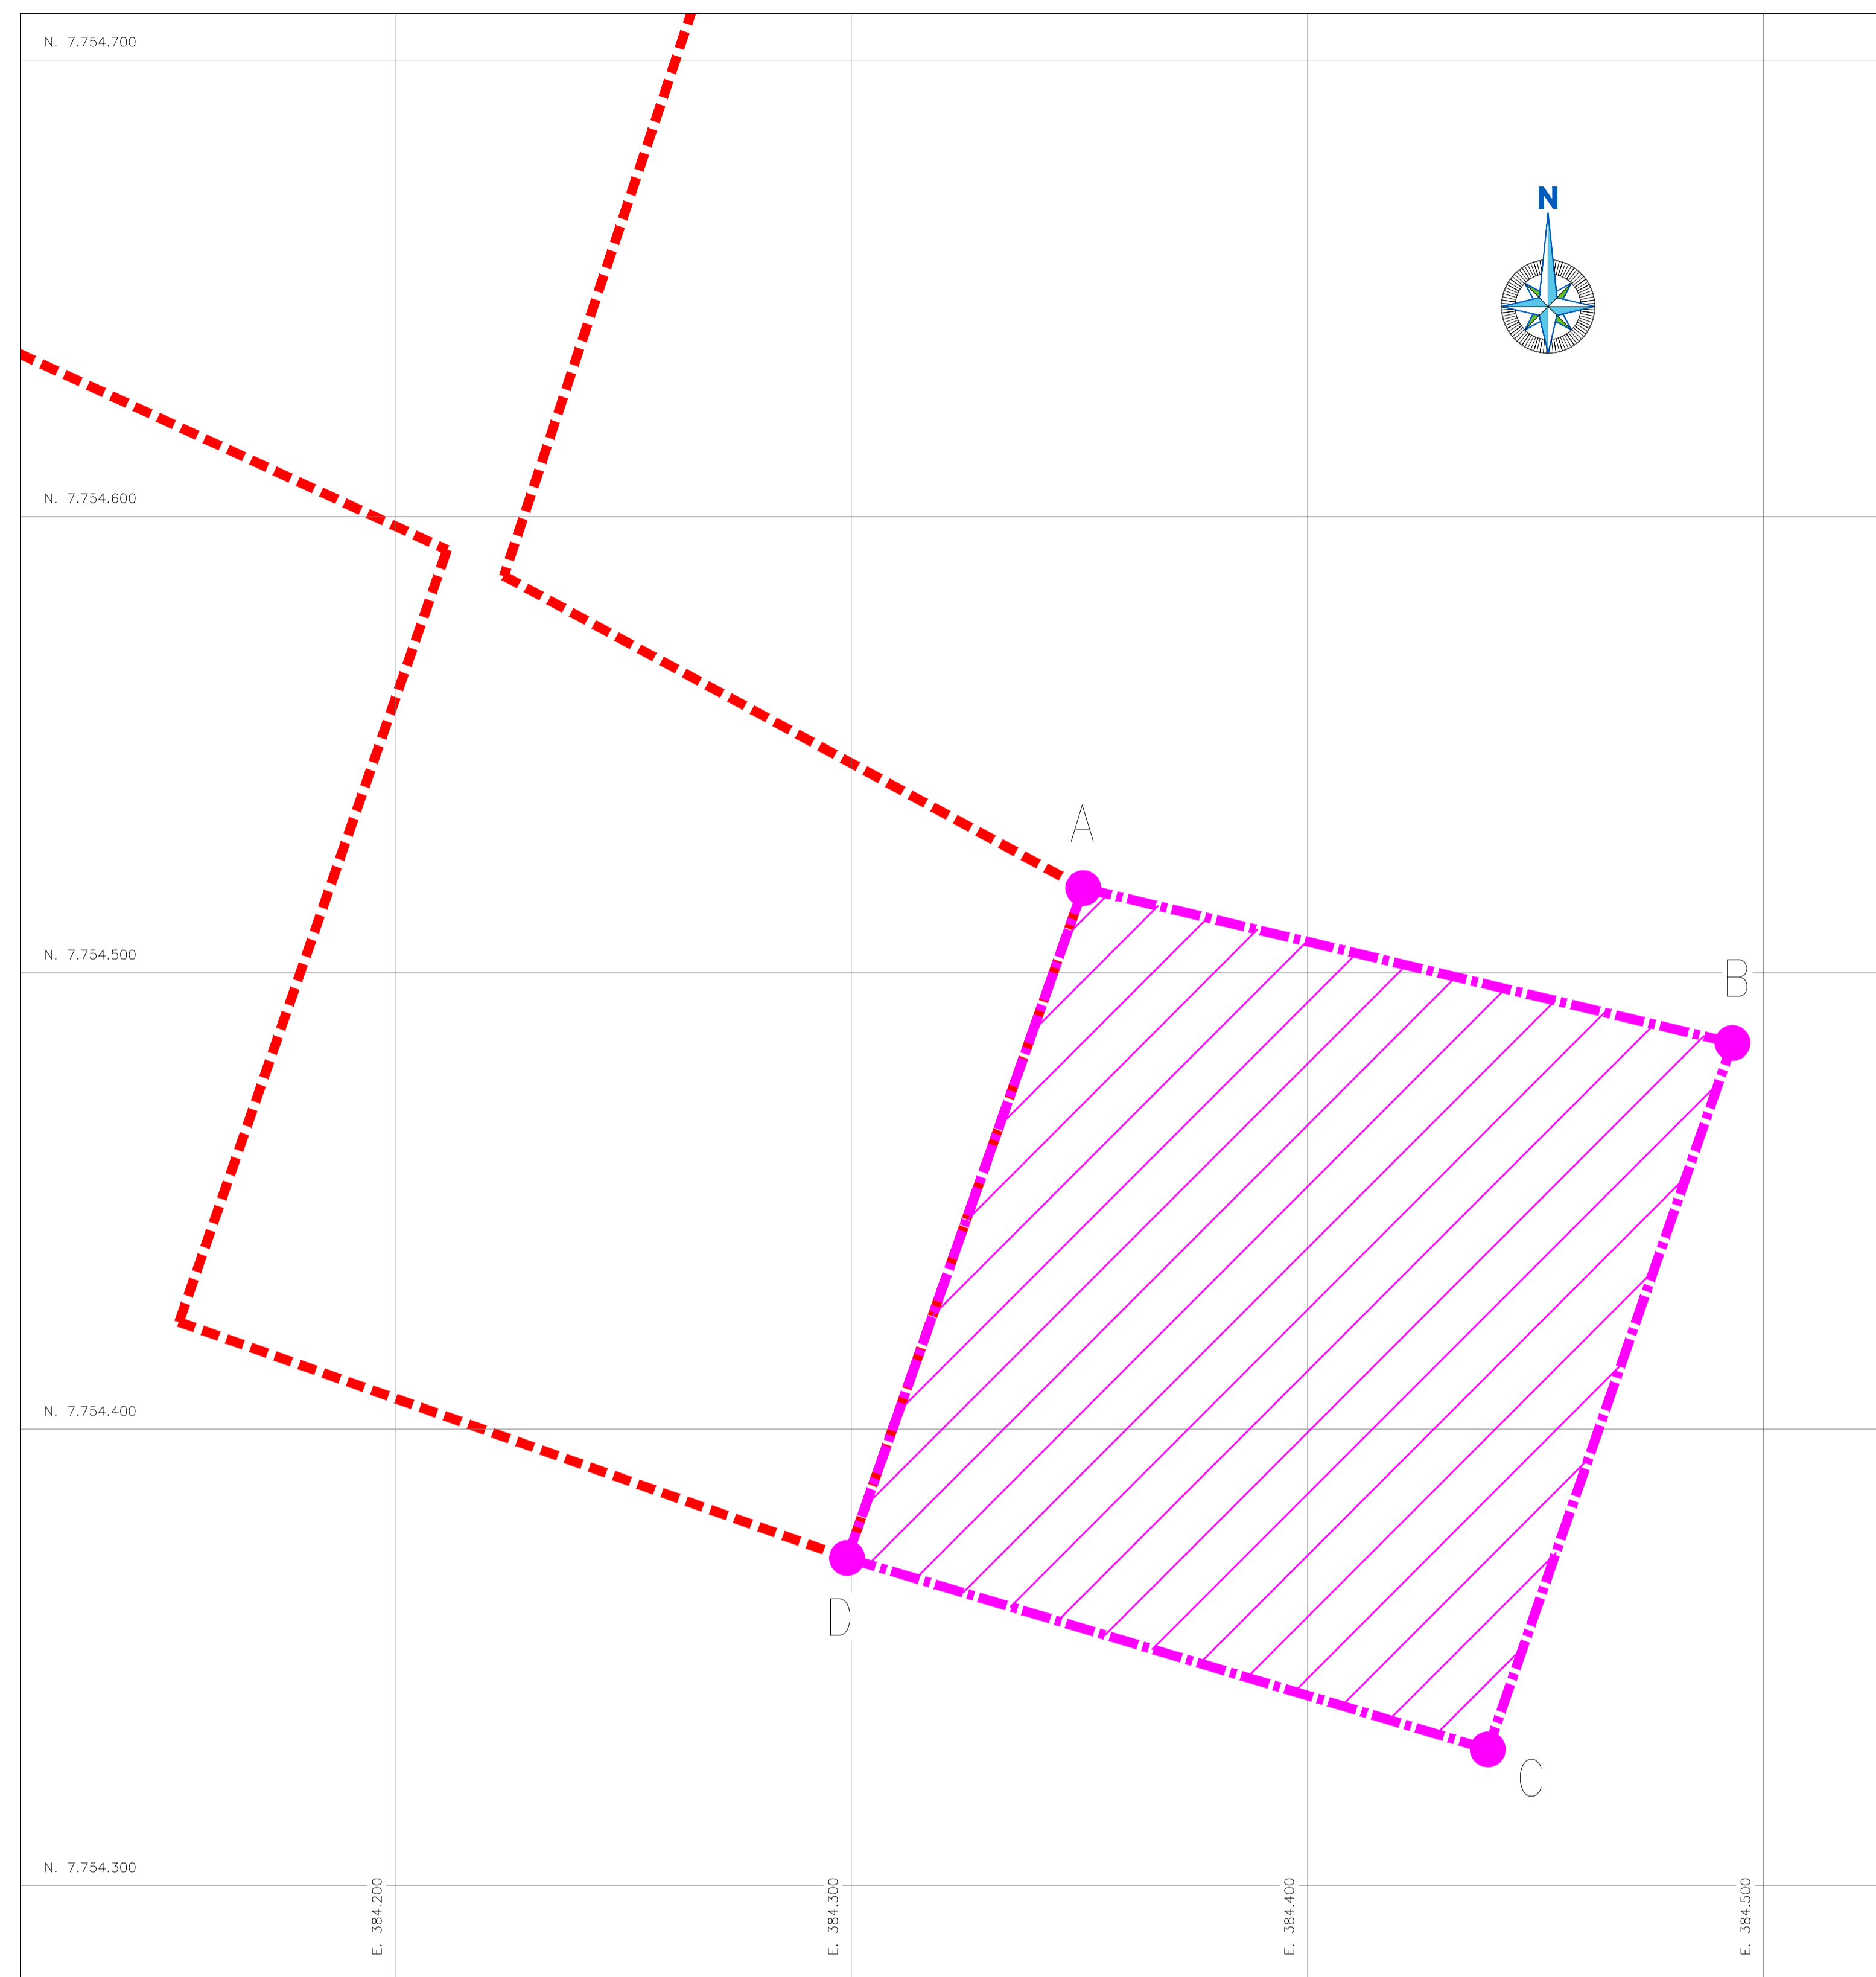 N. 7.754.700
N
N. 7.754.600
A
N. 7.754.500
B
N. 7.754.400
D
C
N. 7.754.300
E. 384.200
E. 384.300
E. 384.400
E. 384.500